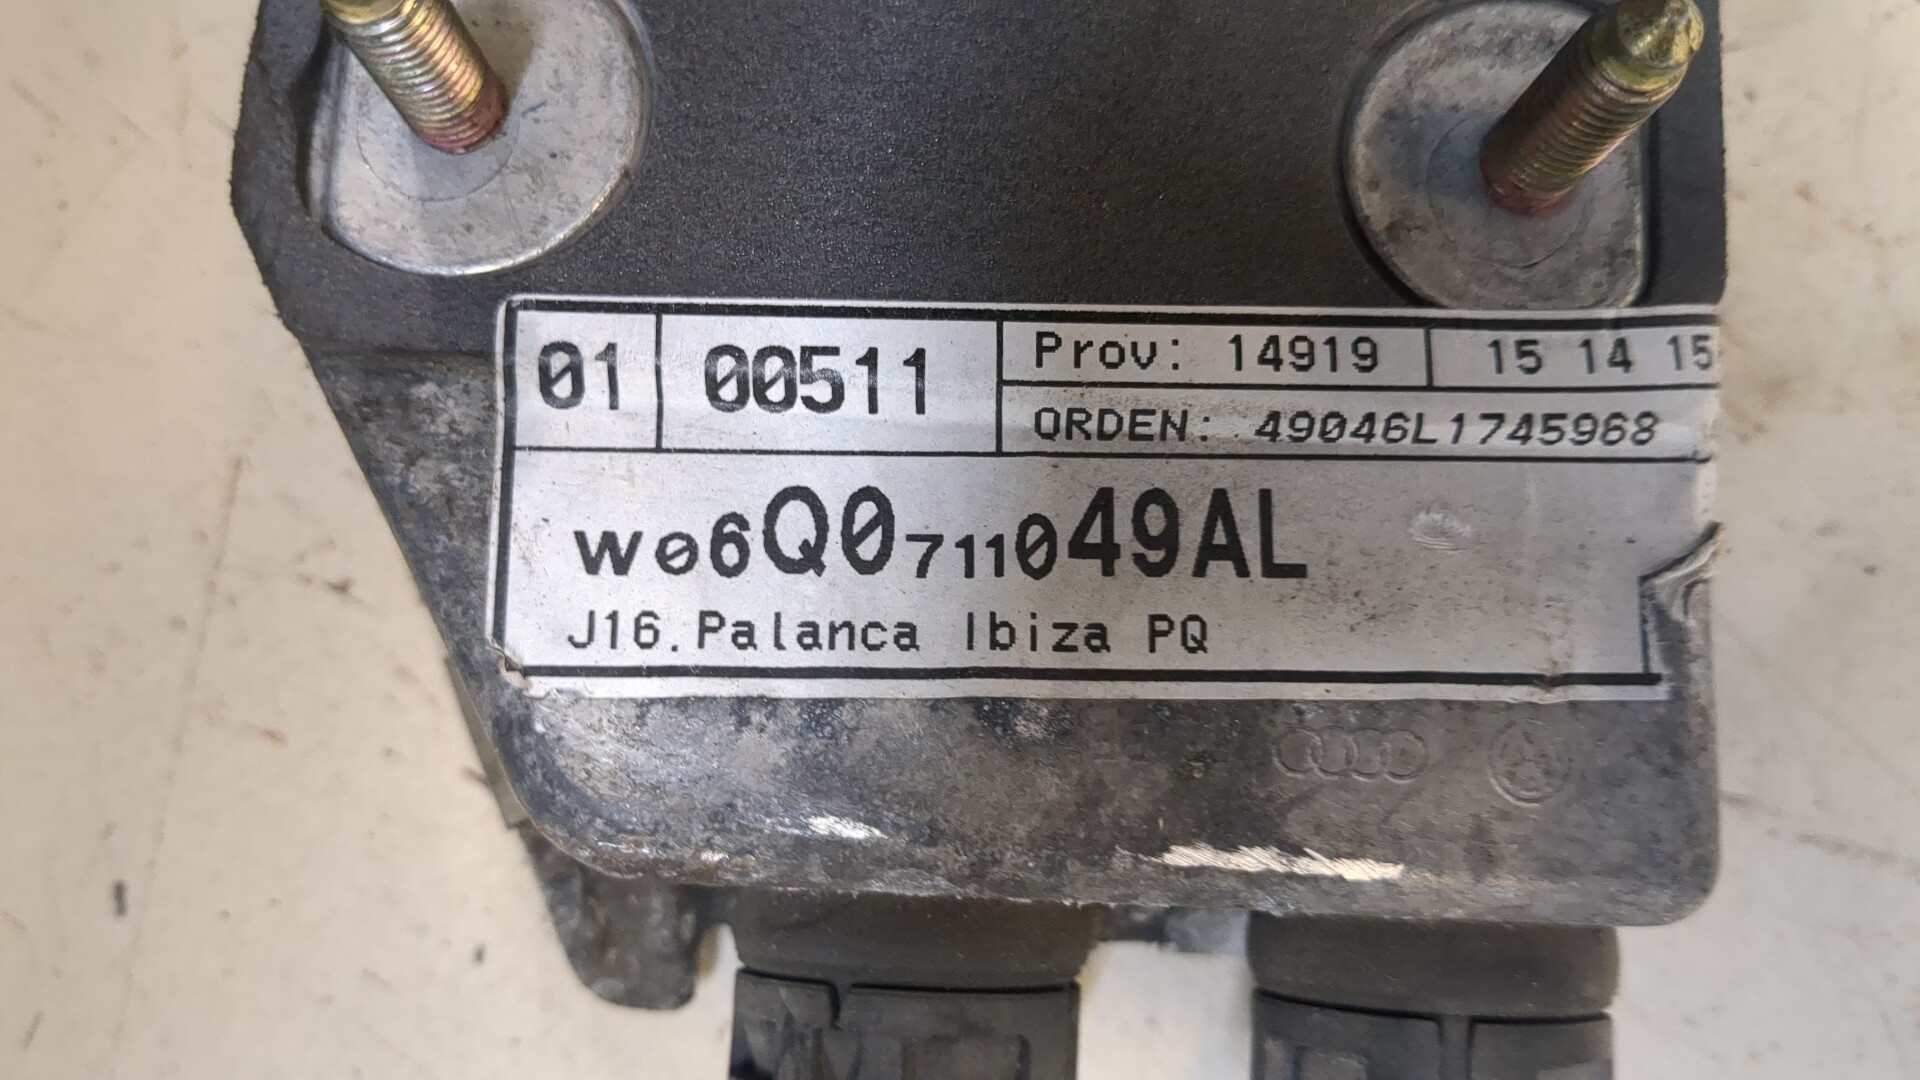 01 00511 Prov: 14919 15 14 15
ORDEN: 49046L1745968
W06Q0711049AL
J16.Palanca Ibiza PQ